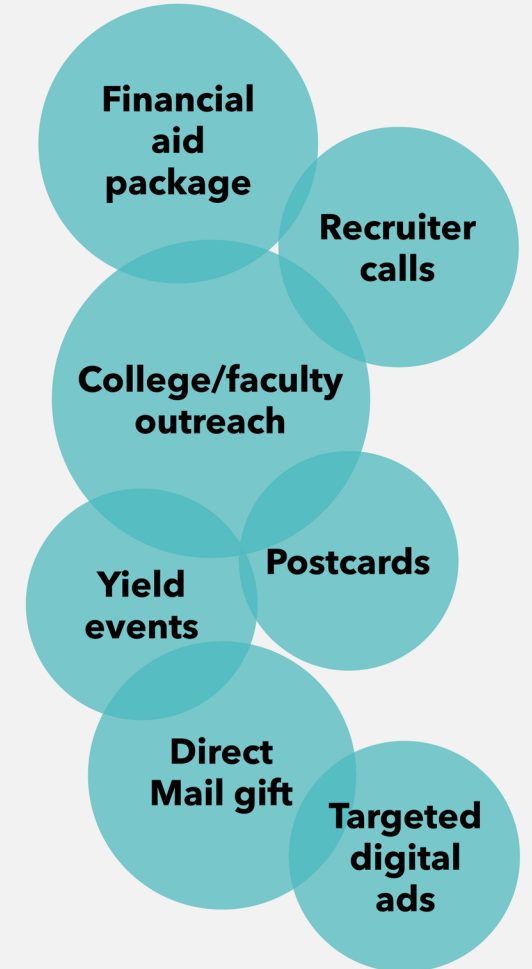 Financial
aid
package
Recruiter
calls
College/faculty
outreach
Postcards
Yield
events
Direct
Mail gift
Targeted
digital
ads